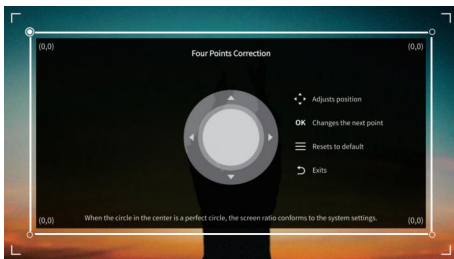 (0,0) (0,0)
Four Points Correction
Adjusts position
OK Changes the next point
Resets to default
Exits
When the circle in the center is a perfect circle, the screen ratio conforms to the system settings.
(0,0) (0,0)